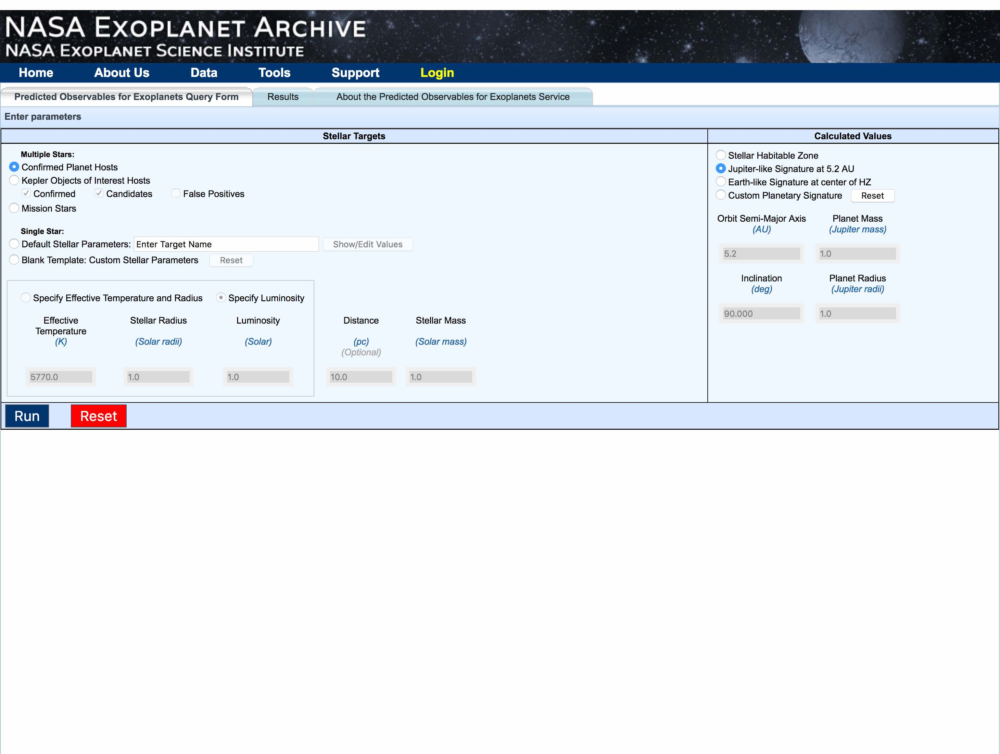 NASA EXOPLANET ARCHIVE
NASA EXOPLANET SCIENCE INSTITUTE
Home About Us Data Tools Support Login
Predicted Observables for Exoplanets Query Form Results About the Predicted Observables for Exoplanets Service
Enter parameters
Stellar Targets Calculated Values
Multiple Stars:
Confirmed Planet Hosts
Kepler Objects of Interest Hosts
Confirmed Candidates False Positives
Mission Stars
Single Star:
Default Stellar Parameters: Enter Target Name Show/Edit Values
Blank Template: Custom Stellar Parameters Reset
Specify Effective Temperature and Radius Specify Luminosity
Effective Temperature (K)
5770.0
Stellar Radius
(Solar radii)
1.0
Luminosity
(Solar)
1.0
Distance
(pc)
(Optional)
10.0
Stellar Mass
(Solar mass)
1.0
Stellar Habitable Zone
Jupiter-like Signature at 5.2 AU
Earth-like Signature at center of HZ
Custom Planetary Signature Reset
Orbit Semi-Major Axis
(AU)
5.2
Planet Mass
(Jupiter mass)
1.0
Inclination
(deg)
90.000
Planet Radius
(Jupiter radii)
1.0
Run Reset